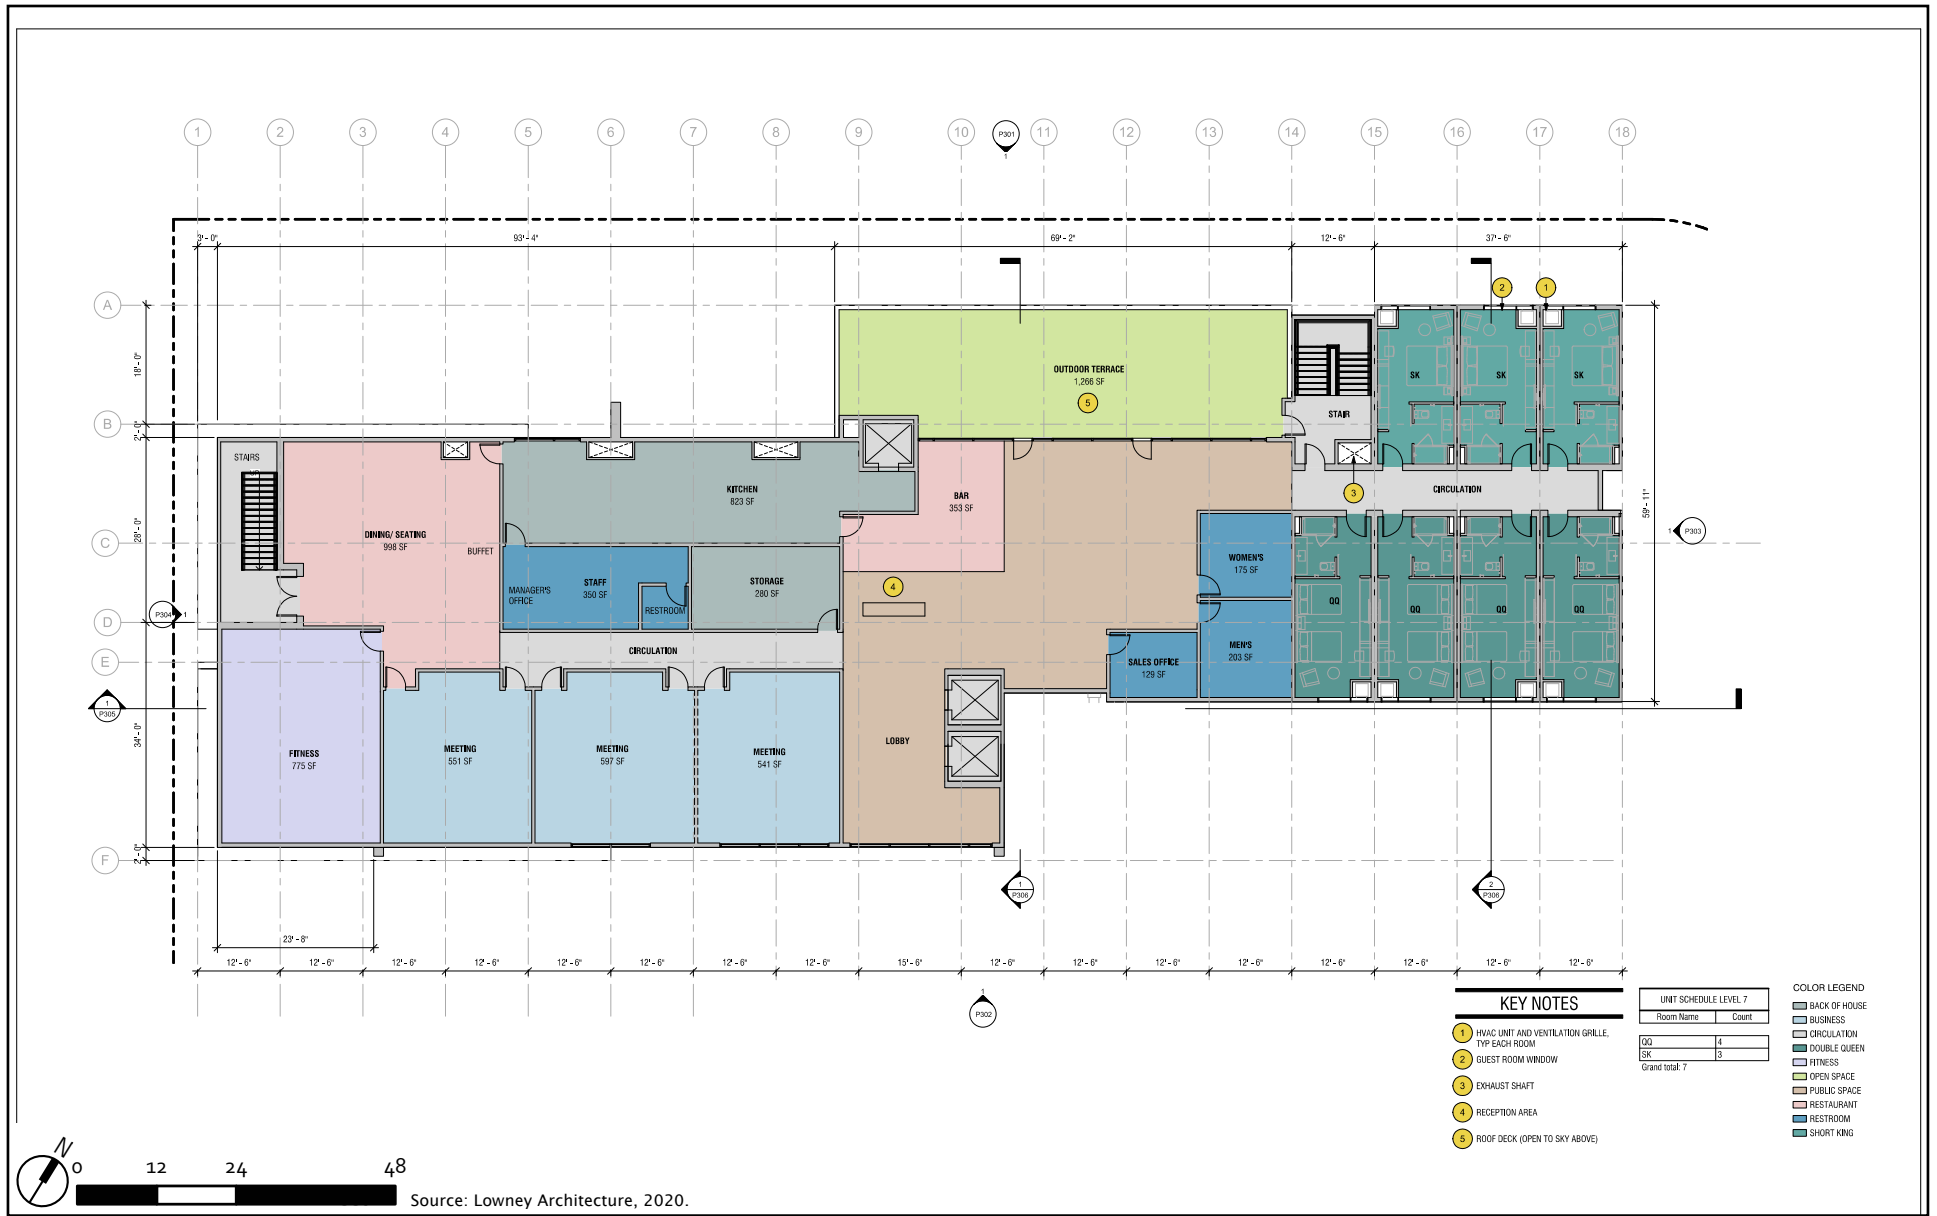 1 2 3 4 5 6 7 8 9 10 11 12 13 14 15 16 17 18
P301
1
3'- 0" 93'- 4" 69'- 2" 12'- 6" 37'- 6"
A
B
C
D
E
F
18'- 0"
2'- 0"
28'- 0"
34'- 0"
2'- 0"
59'- 11"
2 1
OUTDOOR TERRACE
1,266 SF
5
STAIR
3
SK SK SK
CIRCULATION
STAIRS
UP
DINING/ SEATING
998 SF
BUFFET
KITCHEN
823 SF
BAR
353 SF
STAFF
350 SF
MANAGER'S
OFFICE
RESTROOM
STORAGE
280 SF
4
WOMEN'S
175 SF
MEN'S
203 SF
SALES OFFICE
129 SF
QQ QQ QQ QQ
CIRCULATION
FITNESS
775 SF
MEETING
551 SF
MEETING
597 SF
MEETING
541 SF
LOBBY
P304 1
1
P305
1 P303
1
P306
2
P306
23'- 8"
12'- 6" 12'- 6" 12'- 6" 12'- 6" 12'- 6" 12'- 6" 12'- 6" 12'- 6" 15'- 6" 12'- 6" 12'- 6" 12'- 6" 12'- 6" 12'- 6" 12'- 6" 12'- 6" 12'- 6"
1
P302
KEY NOTES
1 HVAC UNIT AND VENTILATION GRILLE,
TYP EACH ROOM
2 GUEST ROOM WINDOW
3 EXHAUST SHAFT
4 RECEPTION AREA
5 ROOF DECK (OPEN TO SKY ABOVE)
UNIT SCHEDULE LEVEL 7
Room Name Count
QQ 4
SK 3
Grand total: 7
COLOR LEGEND
BACK OF HOUSE
BUSINESS
CIRCULATION
DOUBLE QUEEN
FITNESS
OPEN SPACE
PUBLIC SPACE
RESTAURANT
RESTROOM
SHORT KING
N
0 12 24 48
Source: Lowney Architecture, 2020.